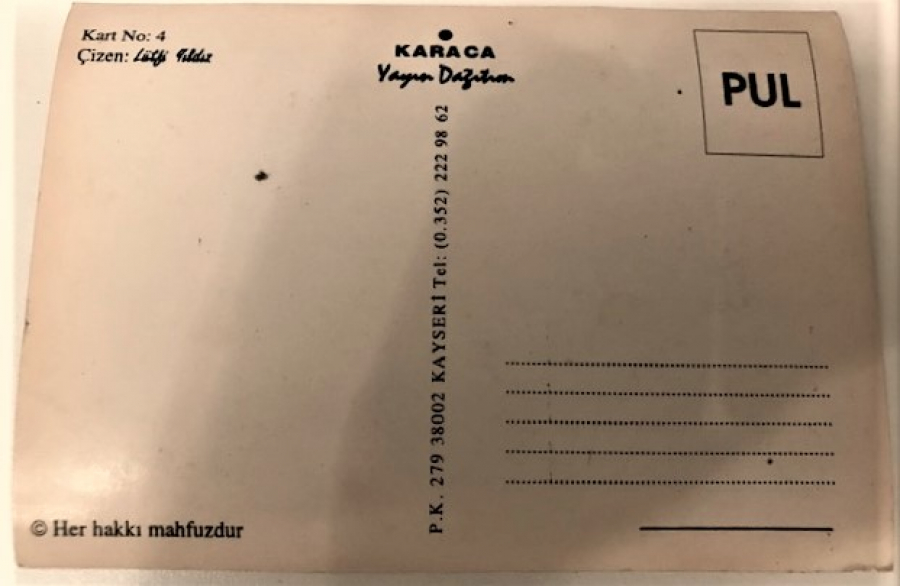 Kart No: 4
Çizen: Lütfi Yıldız
KARACA
Yayın Dağıtım
P.K. 279 38002 KAYSERİ Tel: (0.352) 222 98 62
PUL
© Her hakkı mahfuzdur